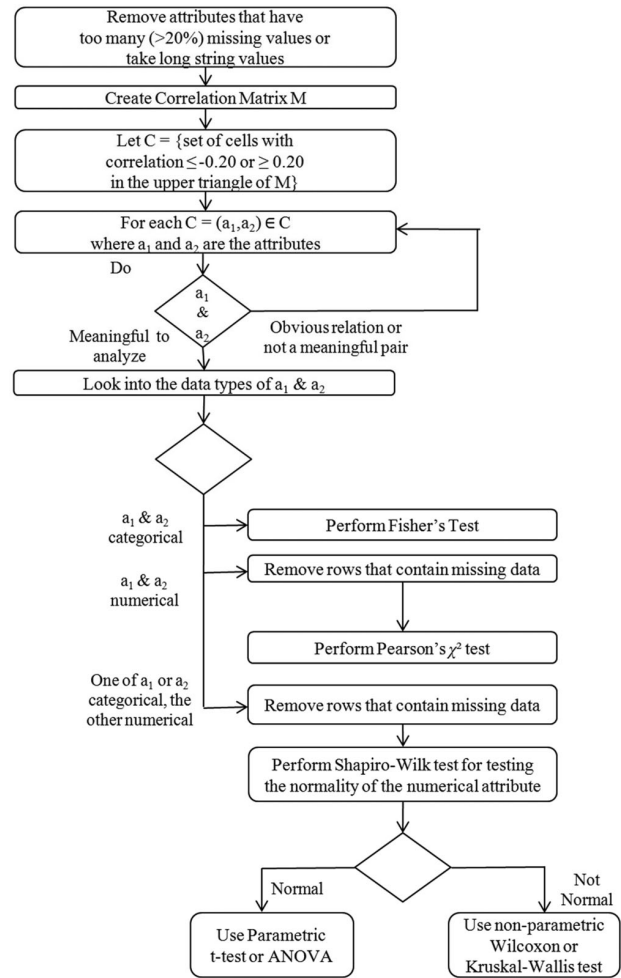 Remove attributes that have
too many (>20%) missing values or
take long string values
Create Correlation Matrix M
Let C = {set of cells with
correlation ≤-0.20 or ≥ 0.20
in the upper triangle of M}
For each C = (a₁,a₂) ∈ C
where a₁ and a₂ are the attributes
Do
a₁
&
a₂
Meaningful to
analyze
Obvious relation or
not a meaningful pair
Look into the data types of a₁ & a₂
a₁ & a₂
categorical
Perform Fisher's Test
a₁ & a₂
numerical
Remove rows that contain missing data
Perform Pearson's χ² test
One of a₁ or a₂
categorical, the
other numerical
Remove rows that contain missing data
Perform Shapiro-Wilk test for testing
the normality of the numerical attribute
Normal
Not
Normal
Use Parametric
t-test or ANOVA
Use non-parametric
Wilcoxon or
Kruskal-Wallis test